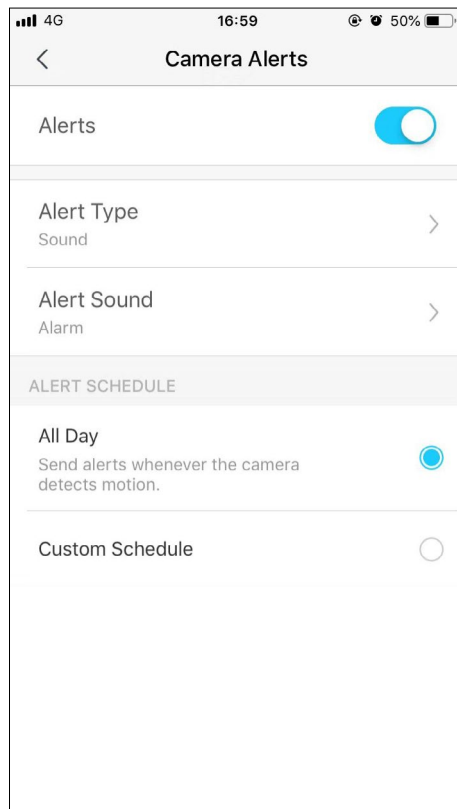 4G 16:59 50%
Camera Alerts
Alerts
Alert Type
Sound
Alert Sound
Alarm
ALERT SCHEDULE
All Day
Send alerts whenever the camera
detects motion.
Custom Schedule